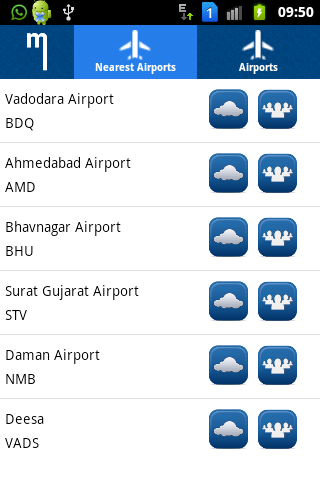 E
1
09:50
Nearest Airports
Airports
Vadodara Airport
BDQ
Ahmedabad Airport
AMD
Bhavnagar Airport
BHU
Surat Gujarat Airport
STV
Daman Airport
NMB
Deesa
VADS